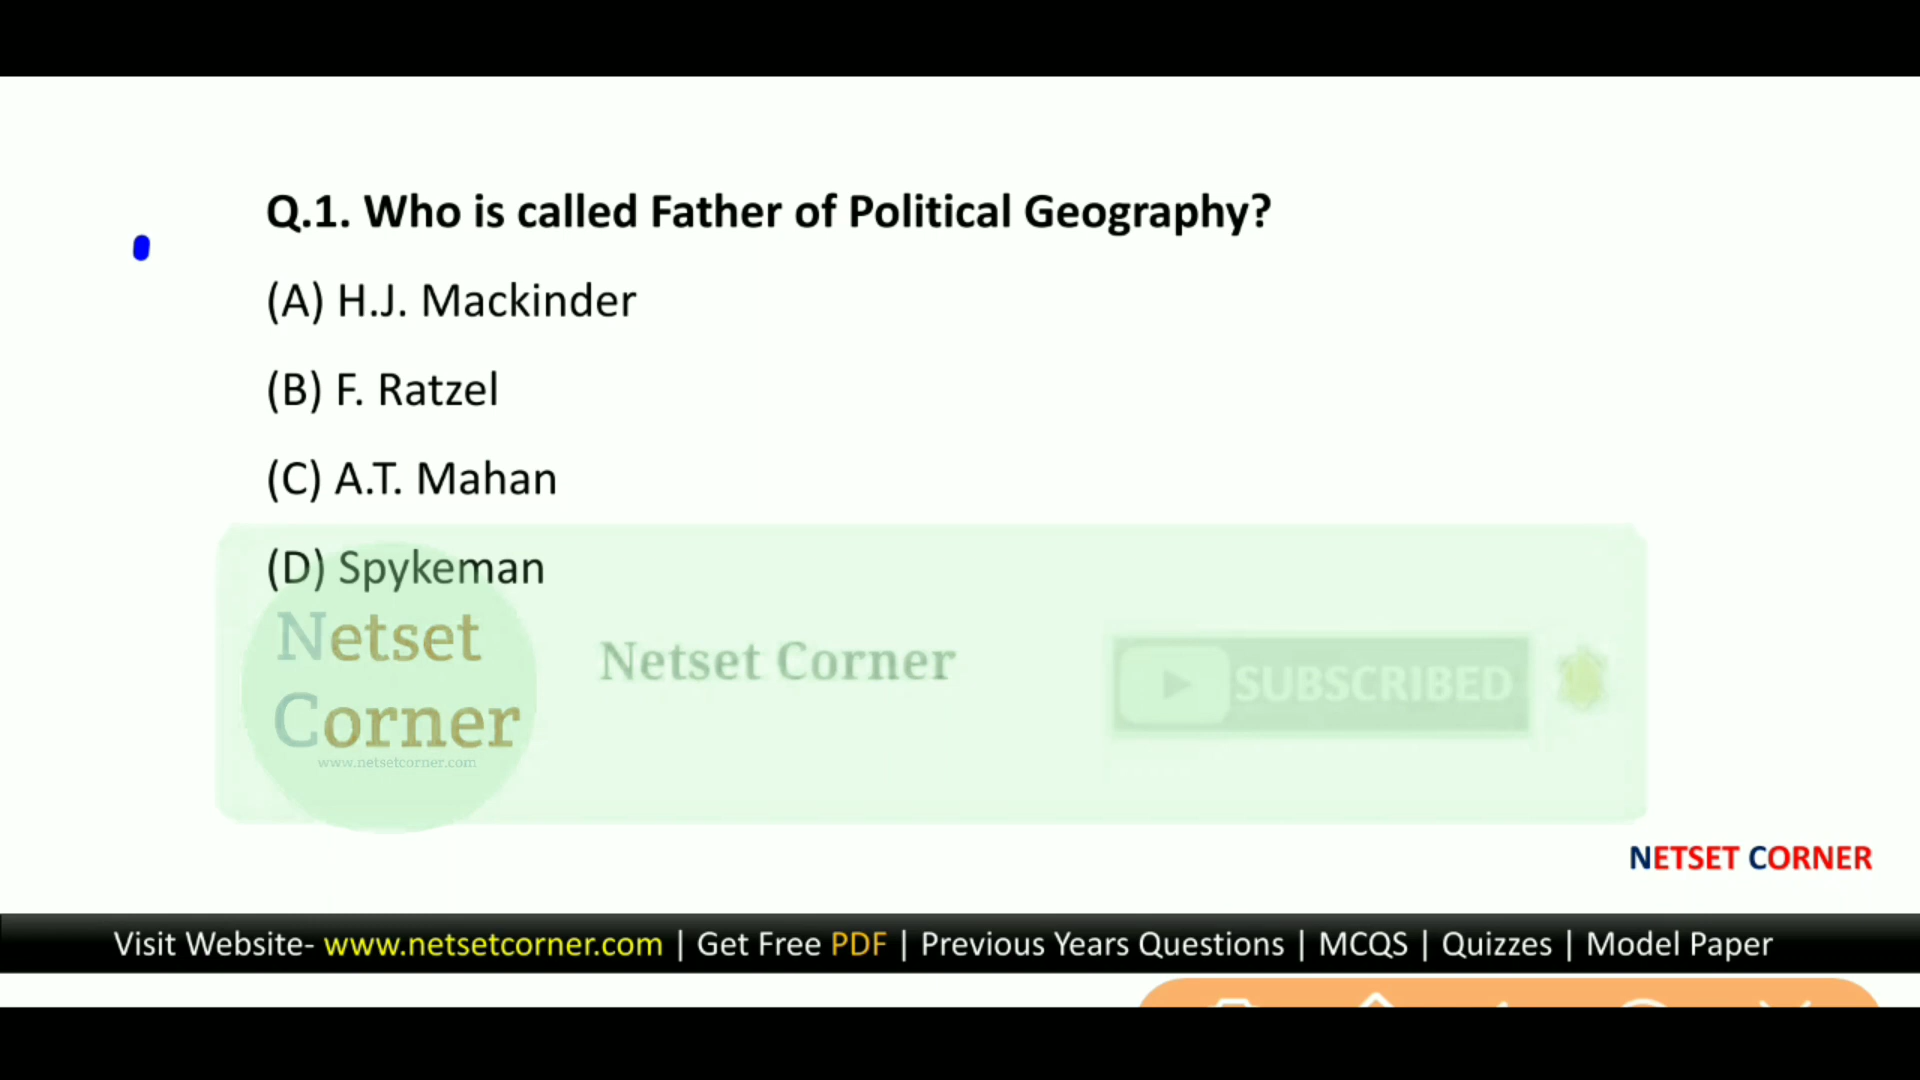 Q.1. Who is called Father of Political Geography?
(A) H.J. Mackinder
(B) F. Ratzel
(C) A.T. Mahan
(D) Spykeman
Netset
Corner
www.netsetcorner.com
Netset Corner
SUBSCRIBED
NETSET CORNER
Visit Website- www.netsetcorner.com | Get Free PDF | Previous Years Questions | MCQS | Quizzes | Model Paper